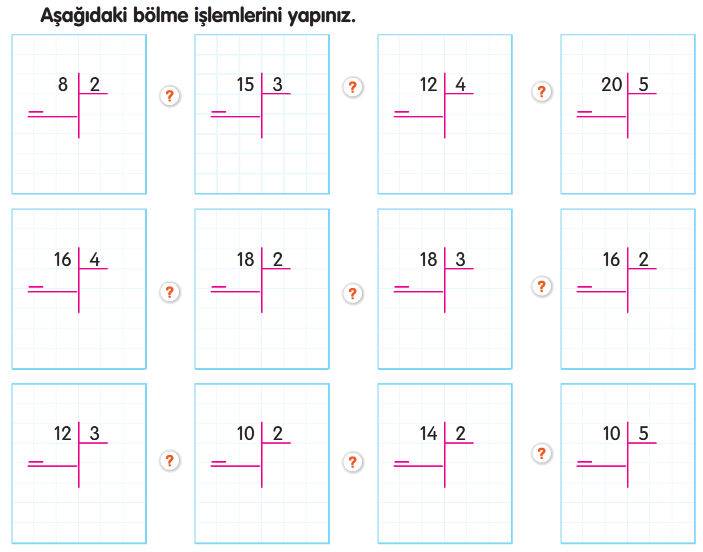 Aşağıdaki bölme işlemlerini yapınız.
8 2 ? 15 3 ? 12 4 ? 20 5
16 4 ? 18 2 ? 18 3 ? 16 2
12 3 ? 10 2 ? 14 2 ? 10 5